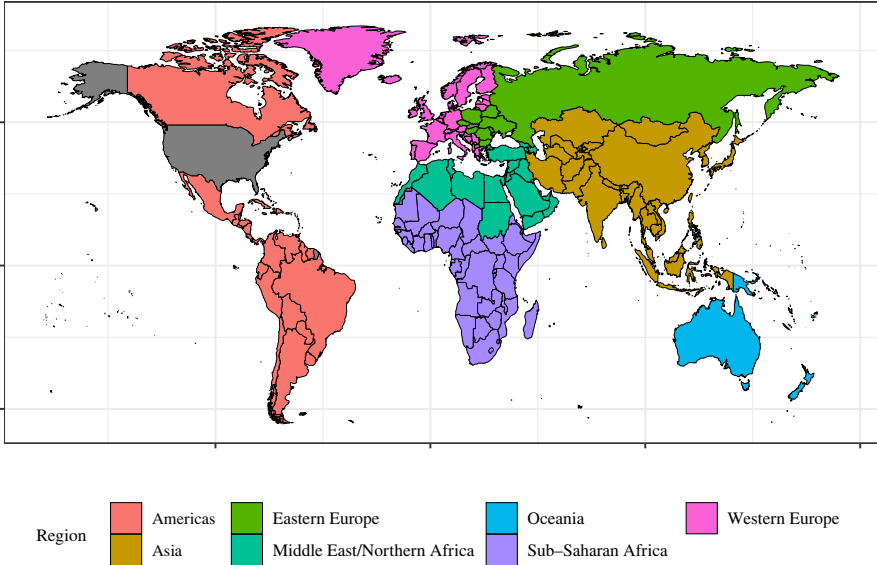 Region
Americas
Eastern Europe
Oceania
Western Europe
Asia
Middle East/Northern Africa
Sub–Saharan Africa